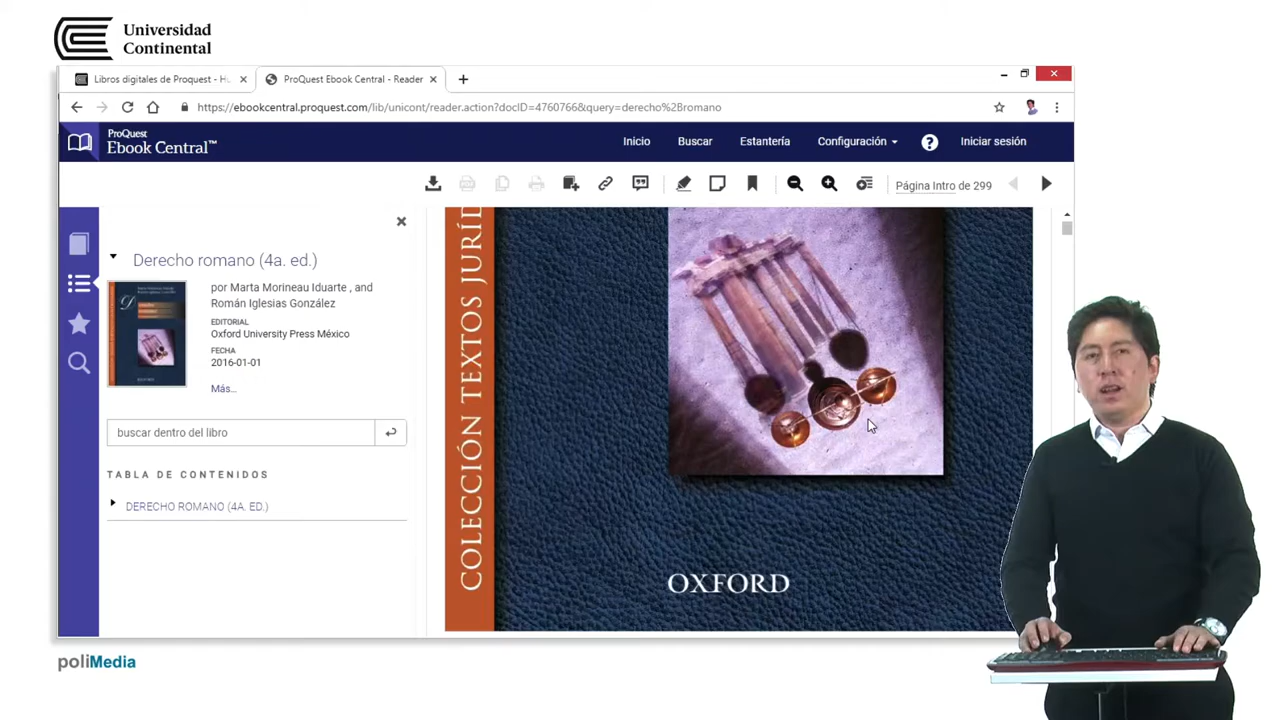 Universidad
Continental
Libros digitales de Proquest - Hu
ProQuest Ebook Central - Reader
https://ebookcentral.proquest.com/lib/unicont/reader.action?docID=4760766&query=derecho%2Bromano
ProQuest
Ebook Central™
Inicio
Buscar
Estantería
Configuración
Iniciar sesión
Página Intro de 299
Derecho romano (4a. ed.)
por Marta Morineau Iduarte , and
Román Iglesias González
EDITORIAL
Oxford University Press México
FECHA
2016-01-01
Más...
buscar dentro del libro
TABLA DE CONTENIDOS
DERECHO ROMANO (4A. ED.)
COLECCIÓN TEXTOS JURÍD
OXFORD
poliMedia